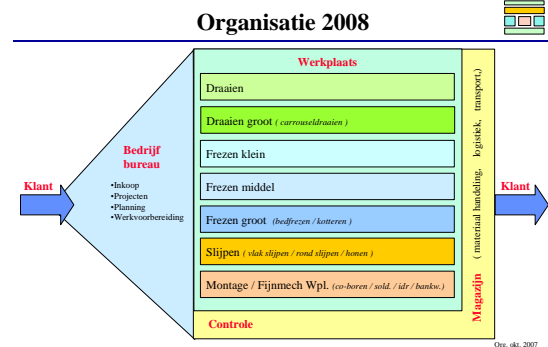 Organisatie 2008
Werkplaats
Draaien
Draaien groot ( carrouseldraaien )
Frezen klein
Frezen middel
Frezen groot (bedfrezen / kotteren )
Slijpen ( vlak slijpen / rond slijpen / honen )
Montage / Fijnmech Wpl. (co-boren / sold. / idr / bankw.)
Bedrijf
bureau
•Inkoop
•Projecten
•Planning
•Werkvoorbereiding
Klant
Klant
Magazijn ( materiaal handeling, logistiek, transport,)
Controle
Org. okt. 2007